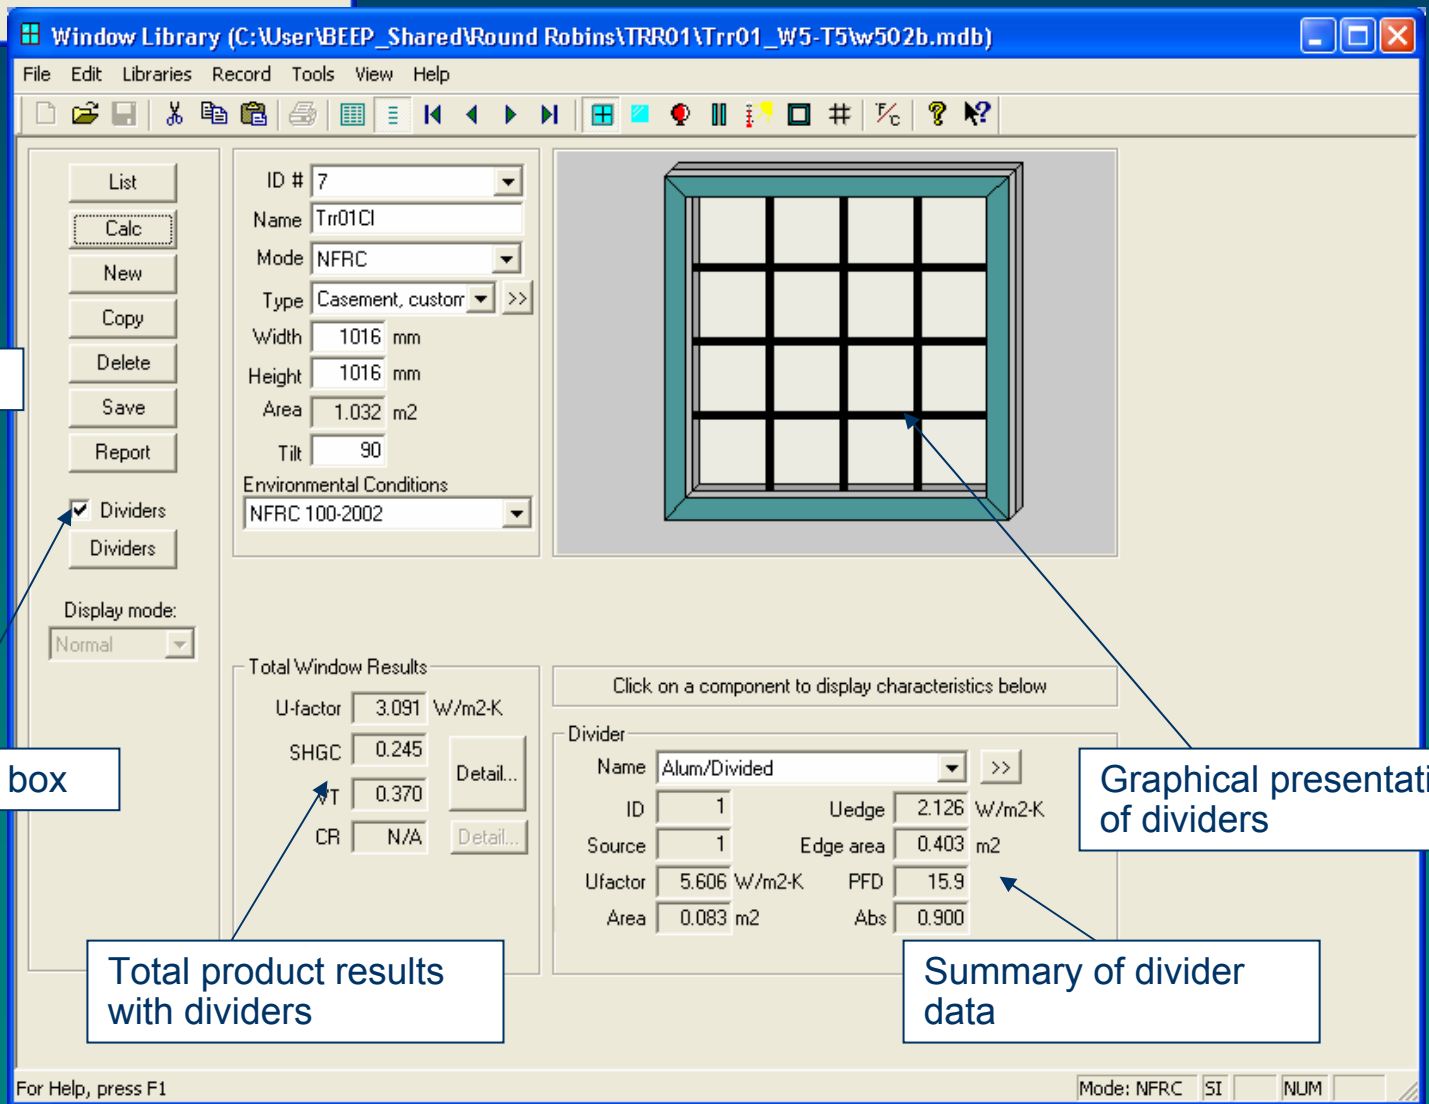 Window Library (C:\User\BEEP_Shared\Round Robins\TRR01\Trr01_W5-T5\w502b.mdb)
File Edit Libraries Record Tools View Help
°F/C
List
Calc
New
Copy
Delete
Save
Report
Dividers
Dividers
Display mode:
Normal
ID # 7
Name Trr01Cl
Mode NFRC
Type Casement, custom >>
Width 1016 mm
Height 1016 mm
Area 1.032 m2
Tilt 90
Environmental Conditions
NFRC 100-2002
Total Window Results
U-factor 3.091 W/m2-K
SHGC 0.245
Detail...
VT 0.370
CR N/A Detail...
Click on a component to display characteristics below
Divider
Name Alum/Divided >>
ID 1 Uedge 2.126 W/m2-K
Source 1 Edge area 0.403 m2
Ufactor 5.606 W/m2-K PFD 15.9
Area 0.083 m2 Abs 0.900
box
Graphical presentati
of dividers
Total product results
with dividers
Summary of divider
data
For Help, press F1
Mode: NFRC SI NUM